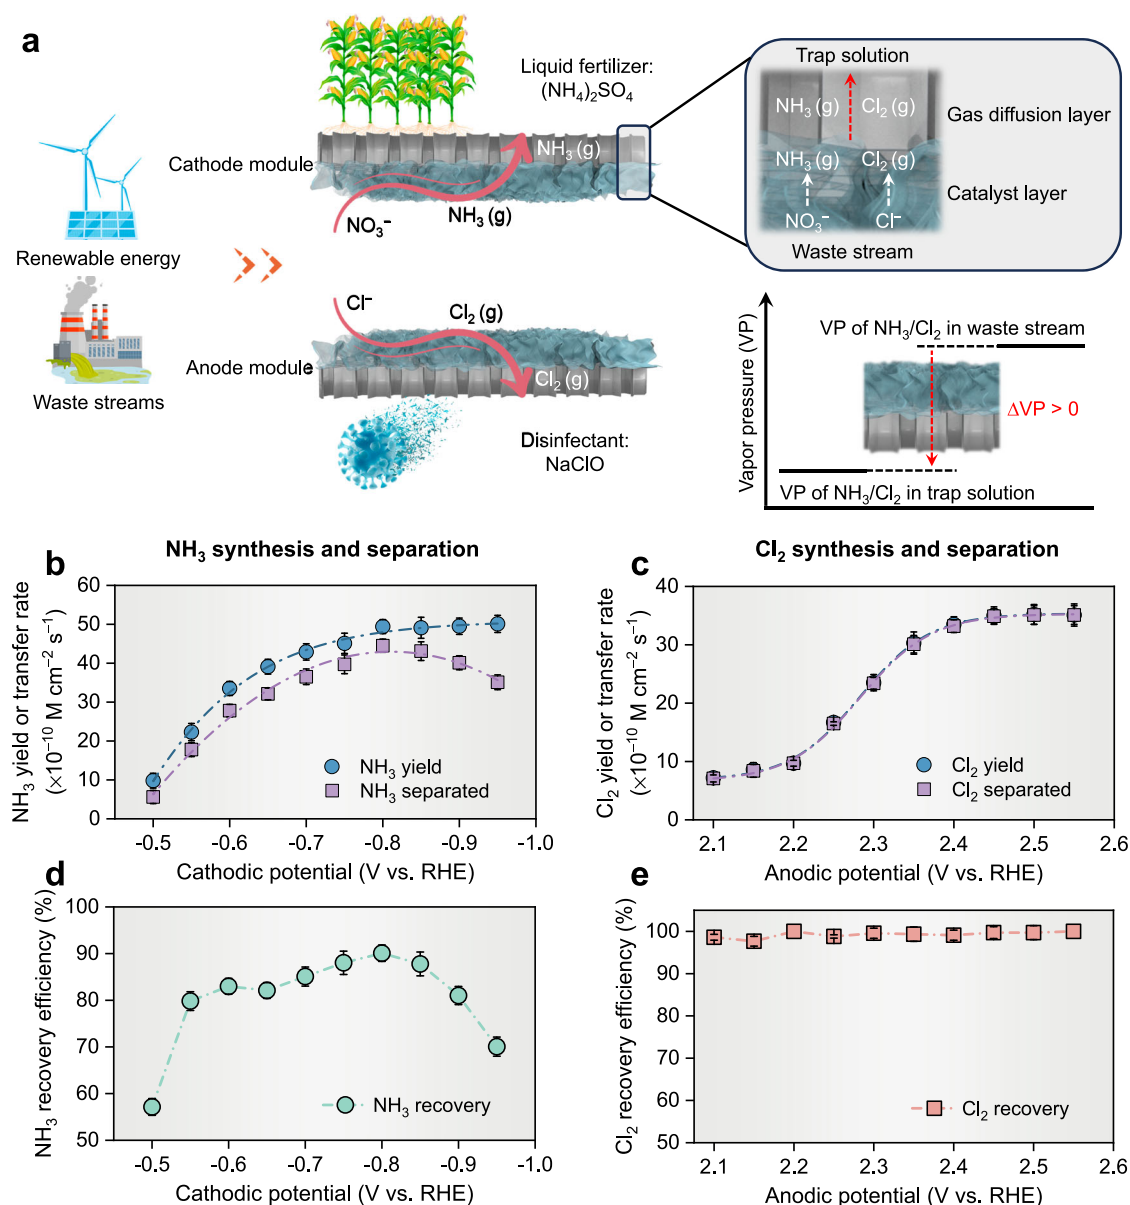 a
Renewable energy
Waste streams
Cathode module
Liquid fertilizer:
(NH₄)₂SO₄
NH₃ (g)
NH₃ (g)
NO₃⁻
Cl⁻
Cl₂ (g)
Anode module
Cl₂ (g)
Disinfectant:
NaClO
Trap solution
NH₃ (g) Cl₂ (g)
Gas diffusion layer
NH₃ (g) Cl₂ (g)
Catalyst layer
NO₃⁻ Cl⁻
Waste stream
Vapor pressure (VP)
VP of NH₃/Cl₂ in waste stream
ΔVP > 0
VP of NH₃/Cl₂ in trap solution
b
NH₃ synthesis and separation
NH₃ yield or transfer rate
(×10⁻¹⁰ M cm⁻² s⁻¹)
60
50
40
30
20
10
0
NH₃ yield
NH₃ separated
-0.5 -0.6 -0.7 -0.8 -0.9 -1.0
Cathodic potential (V vs. RHE)
c
Cl₂ synthesis and separation
Cl₂ yield or transfer rate
(×10⁻¹⁰ M cm⁻² s⁻¹)
40
30
20
10
0
Cl₂ yield
Cl₂ separated
2.1 2.2 2.3 2.4 2.5 2.6
Anodic potential (V vs. RHE)
d
NH₃ recovery efficiency (%)
100
90
80
70
60
50
NH₃ recovery
-0.5 -0.6 -0.7 -0.8 -0.9 -1.0
Cathodic potential (V vs. RHE)
e
Cl₂ recovery efficiency (%)
100
90
80
70
60
50
Cl₂ recovery
2.1 2.2 2.3 2.4 2.5 2.6
Anodic potential (V vs. RHE)